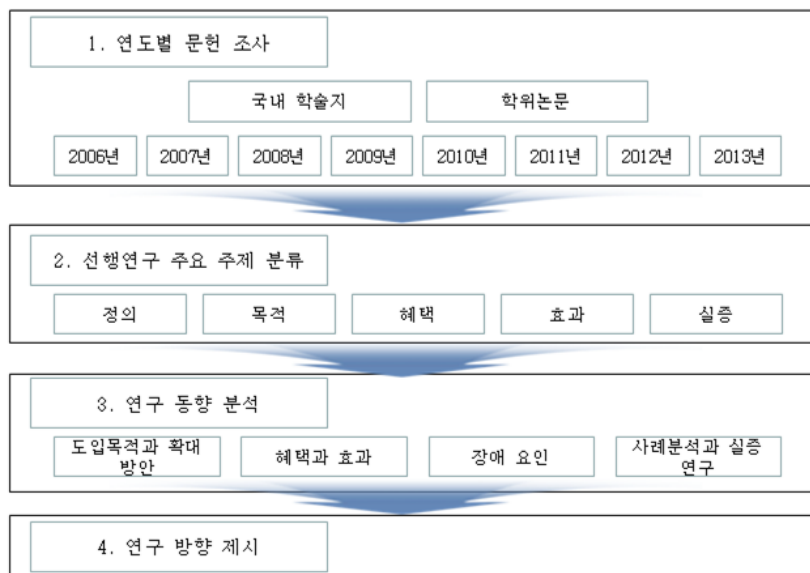 1. 연도별 문헌 조사
국내 학술지 학위논문
2006년 2007년 2008년 2009년 2010년 2011년 2012년 2013년
2. 선행연구 주요 주제 분류
정의 목적 혜택 효과 실증
3. 연구 동향 분석
도입목적과 확대
방안
혜택과 효과
장애 요인
사례분석과 실증
연구
4. 연구 방향 제시